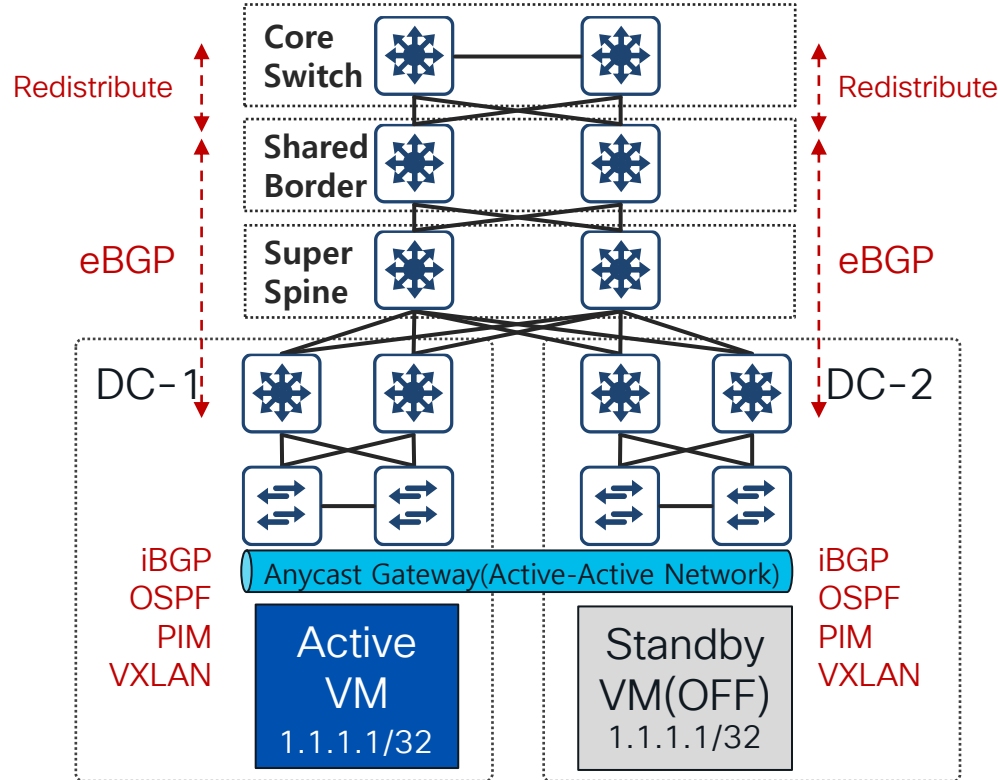 Core
Switch
Redistribute
Redistribute
Shared
Border
eBGP
eBGP
Super
Spine
DC-1
DC-2
iBGP
OSPF
PIM
VXLAN
Anycast Gateway(Active-Active Network)
iBGP
OSPF
PIM
VXLAN
Active
VM
1.1.1.1/32
Standby
VM(OFF)
1.1.1.1/32